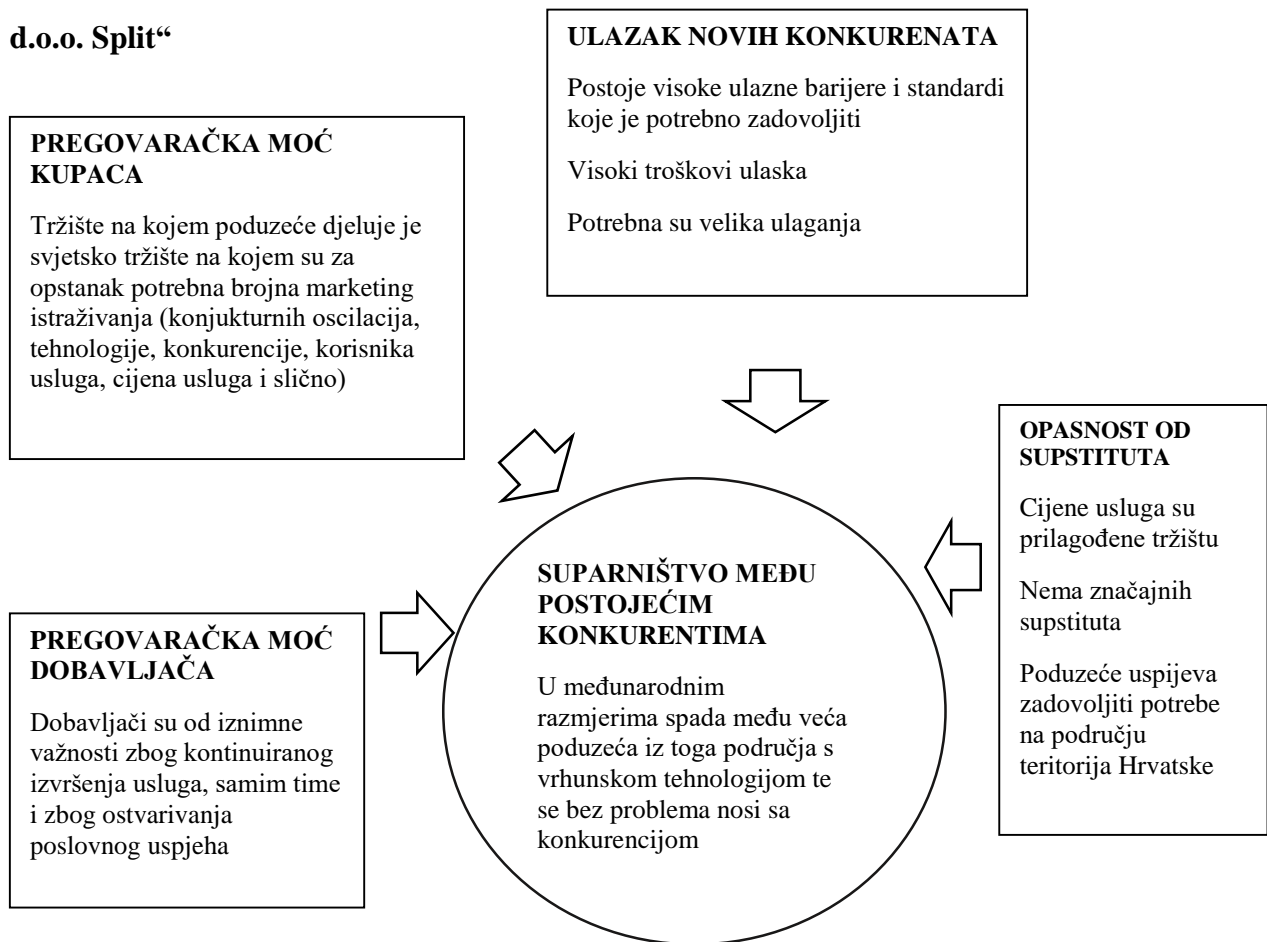 d.o.o. Split“
ULAZAK NOVIH KONKURENATA
Postoje visoke ulazne barijere i standardi
koje je potrebno zadovoljiti
Visoki troškovi ulaska
Potrebna su velika ulaganja
PREGOVARAČKA MOĆ
KUPACA
Tržište na kojem poduzeće djeluje je
svjetsko tržište na kojem su za
opstanak potrebna brojna marketing
istraživanja (konjukturnih oscilacija,
tehnologije, konkurencije, korisnika
usluga, cijena usluga i slično)
OPASNOST OD
SUPSTITUTA
Cijene usluga su
prilagođene tržištu
Nema značajnih
supstituta
Poduzeće uspijeva
zadovoljiti potrebe
na području
teritorija Hrvatske
SUPARNIŠTVO MEĐU
POSTOJEĆIM
KONKURENTIMA
U međunarodnim
razmjerima spada među veća
poduzeća iz toga područja s
vrhunskom tehnologijom te
se bez problema nosi sa
konkurencijom
PREGOVARAČKA MOĆ
DOBAVLJAČA
Dobavljači su od iznimne
važnosti zbog kontinuiranog
izvršenja usluga, samim time
i zbog ostvarivanja
poslovnog uspjeha